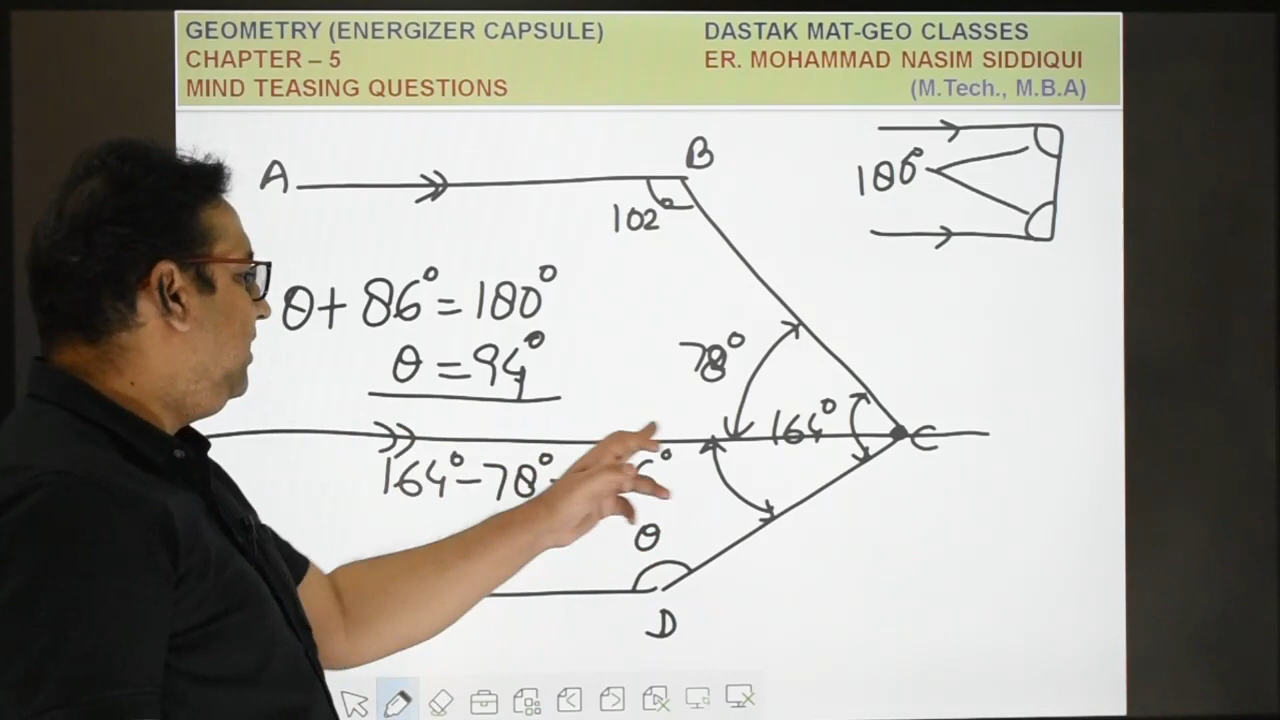 GEOMETRY (ENERGIZER CAPSULE)
DASTAK MAT-GEO CLASSES
CHAPTER – 5
ER. MOHAMMAD NASIM SIDDIQUI
MIND TEASING QUESTIONS
(M.Tech., M.B.A)
A
B
102
180°
θ + 86° = 180°
θ = 94°
78°
164°
C
164° - 78°
θ
D